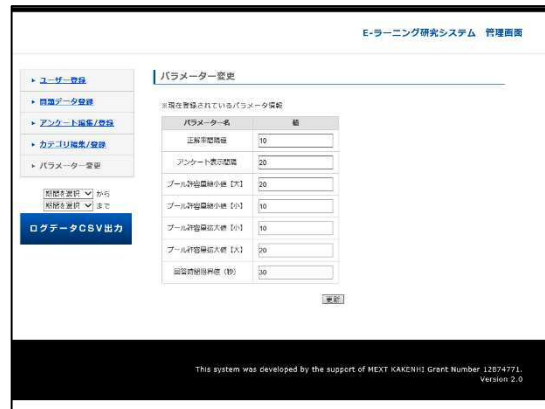 E-ラーニング研究システム 管理画面
ユーザー登録
問題データ登録
アンケート編集/登録
カテゴリ編集/登録
パラメーター変更
期間を選択 から
期間を選択 まで
ログデータCSV出力
パラメーター変更
※現在登録されているパラメータ情報
パラメーター名 値
正解率閾値 10
アンケート表示間隔 20
プール許容量縮小値【大】 20
プール許容量縮小値【小】 10
プール許容量拡大値【小】 10
プール許容量拡大値【大】 20
回答時間限界値（秒） 30
更新
This system was developed by the support of MEXT KAKENHI Grant Number 12874771.
Version 2.0